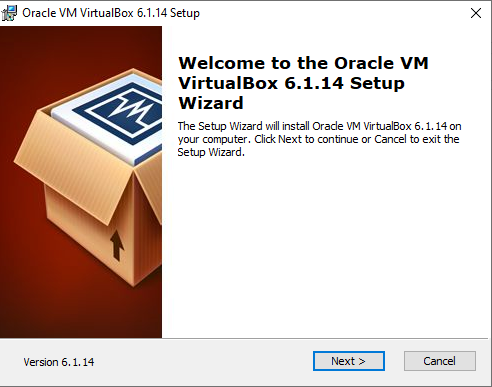 Oracle VM VirtualBox 6.1.14 Setup
Welcome to the Oracle VM
VirtualBox 6.1.14 Setup
Wizard
The Setup Wizard will install Oracle VM VirtualBox 6.1.14 on
your computer. Click Next to continue or Cancel to exit the
Setup Wizard.
VM
Version 6.1.14
Next >
Cancel